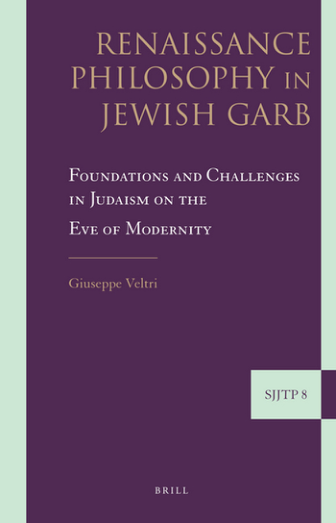 RENAISSANCE
PHILOSOPHY IN
JEWISH GARB
FOUNDATIONS AND CHALLENGES
IN JUDAISM ON THE
EVE OF MODERNITY
Giuseppe Veltri
SJJTP 8
BRILL